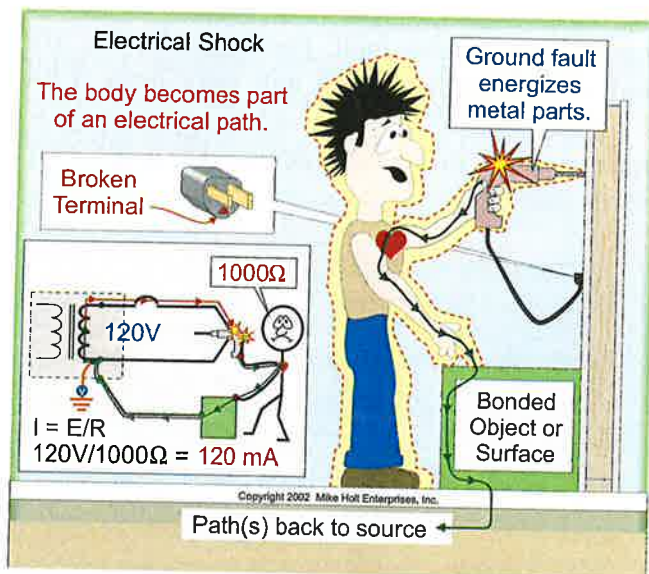 Electrical Shock
The body becomes part
of an electrical path.
Ground fault
energizes
metal parts.
Broken
Terminal
1000Ω
120V
I = E/R
120V/1000Ω = 120 mA
Bonded
Object or
Surface
Copyright 2002 Mike Holt Enterprises, Inc.
Path(s) back to source